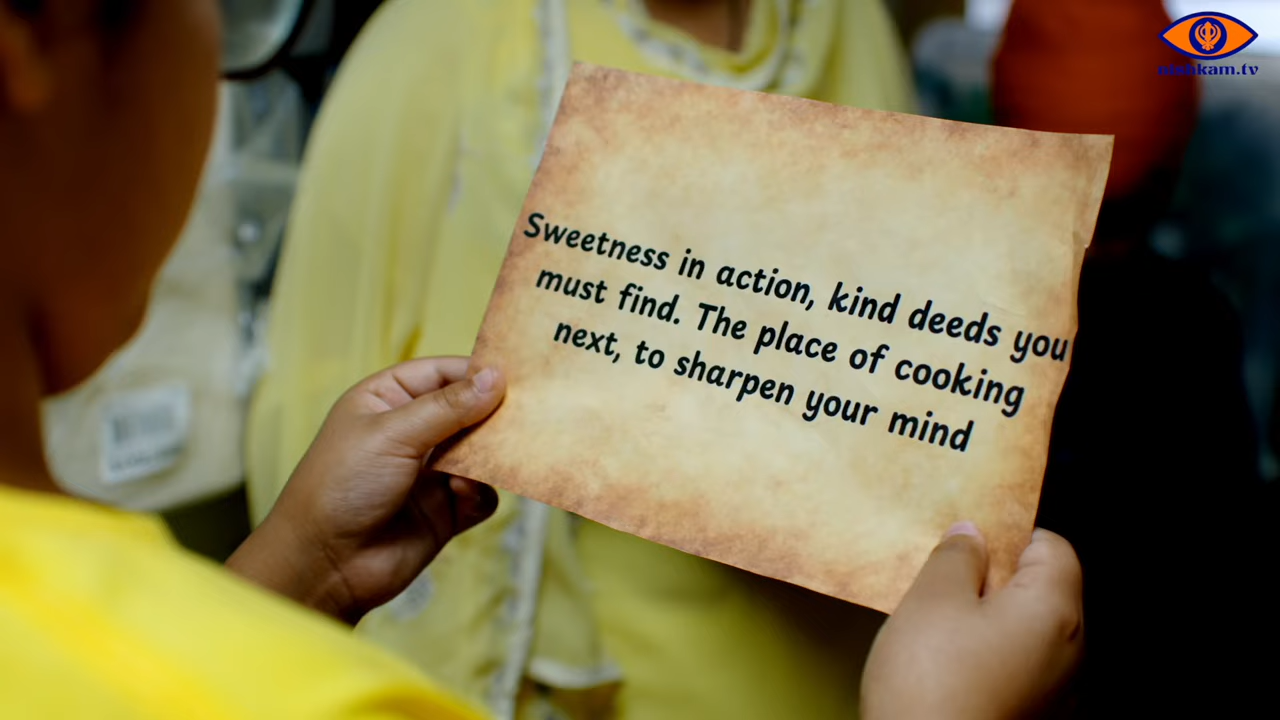 nishkam.tv
Sweetness in action, kind deeds you
must find. The place of cooking
next, to sharpen your mind